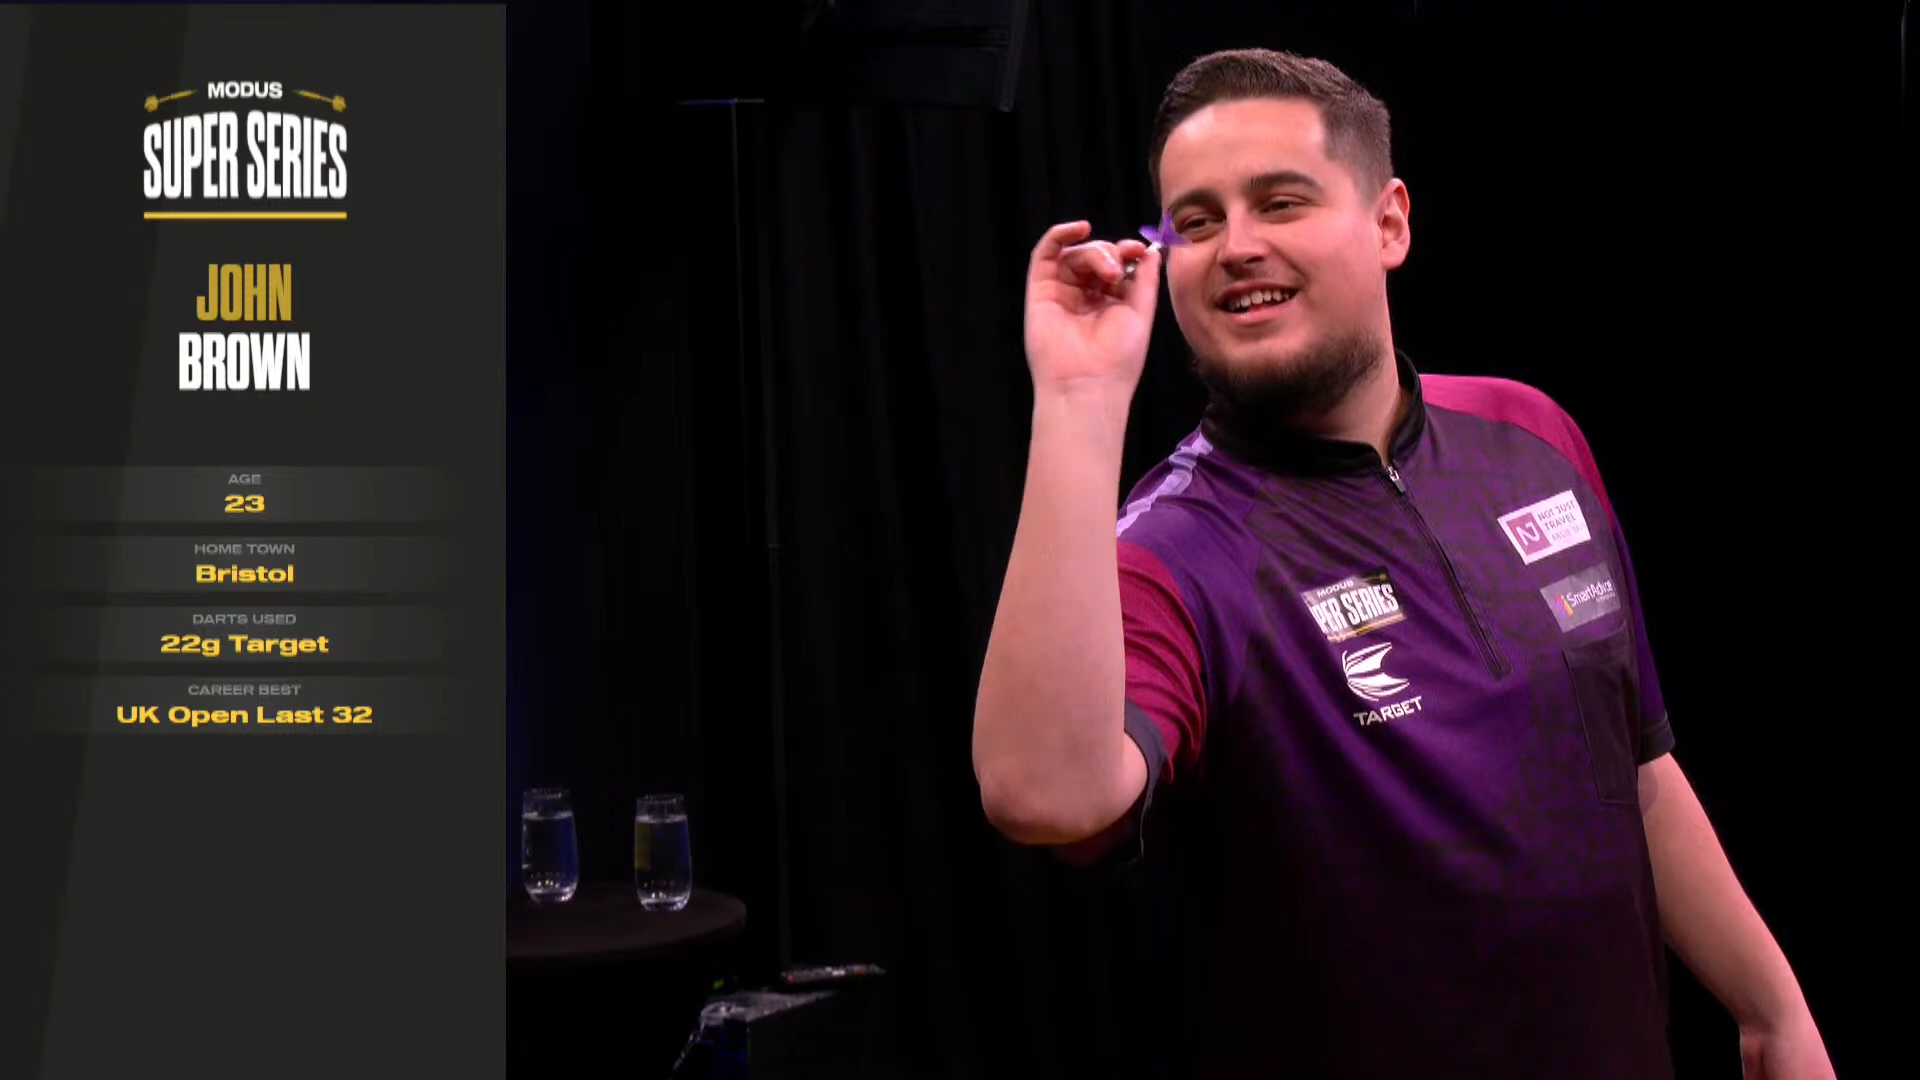 MODUS
SUPER SERIES
JOHN
BROWN
AGE
23
HOME TOWN
Bristol
DARTS USED
22g Target
CAREER BEST
UK Open Last 32
NOT JUST
TRAVEL
SmartAdvice
MODUS
PER SERIES
TARGET